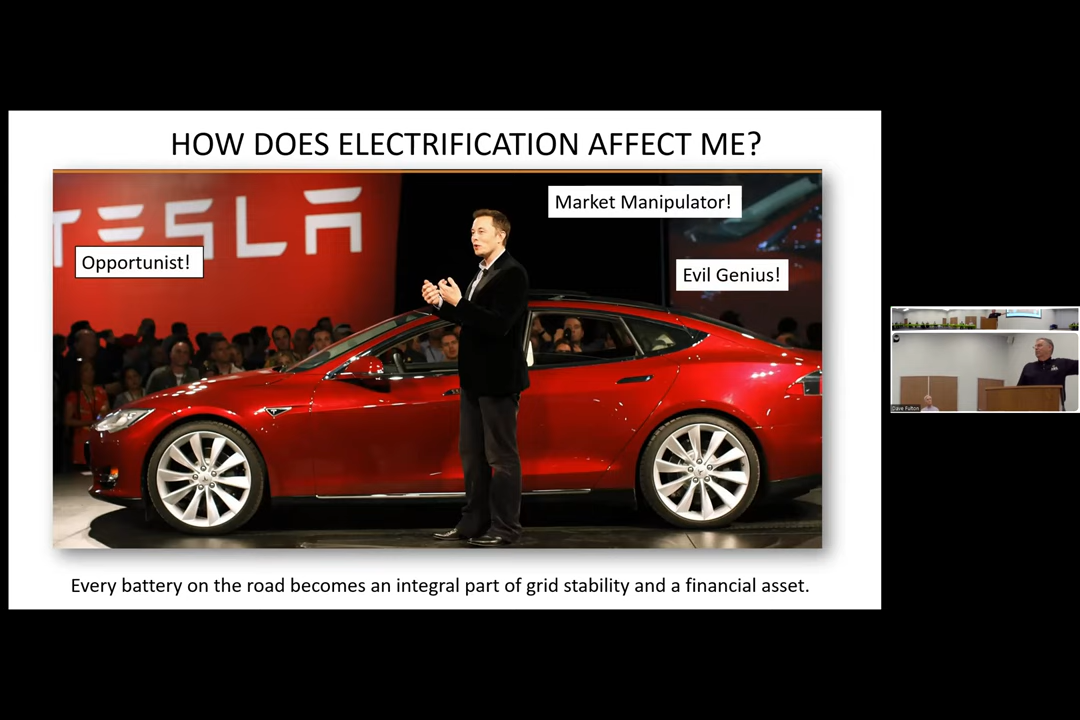 HOW DOES ELECTRIFICATION AFFECT ME?
TESLA
Market Manipulator!
Opportunist!
Evil Genius!
Every battery on the road becomes an integral part of grid stability and a financial asset.
Dave Fulton